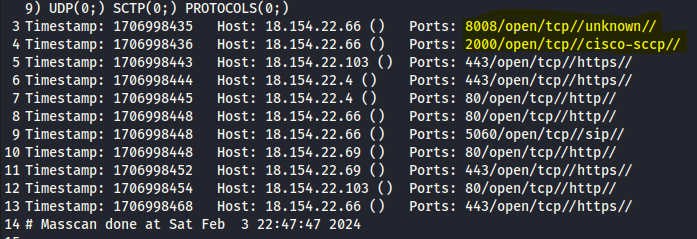 9) UDP(0;) SCTP(0;) PROTOCOLS(0;)
3 Timestamp: 1706998435 Host: 18.154.22.66 () Ports: 8008/open/tcp//unknown//
4 Timestamp: 1706998436 Host: 18.154.22.66 () Ports: 2000/open/tcp//cisco-sccp//
5 Timestamp: 1706998443 Host: 18.154.22.103 () Ports: 443/open/tcp//https//
6 Timestamp: 1706998444 Host: 18.154.22.4 () Ports: 443/open/tcp//https//
7 Timestamp: 1706998445 Host: 18.154.22.4 () Ports: 80/open/tcp//http//
8 Timestamp: 1706998448 Host: 18.154.22.66 () Ports: 80/open/tcp//http//
9 Timestamp: 1706998448 Host: 18.154.22.66 () Ports: 5060/open/tcp//sip//
10 Timestamp: 1706998448 Host: 18.154.22.69 () Ports: 80/open/tcp//http//
11 Timestamp: 1706998452 Host: 18.154.22.69 () Ports: 443/open/tcp//https//
12 Timestamp: 1706998454 Host: 18.154.22.103 () Ports: 80/open/tcp//http//
13 Timestamp: 1706998468 Host: 18.154.22.66 () Ports: 443/open/tcp//https//
14 # Masscan done at Sat Feb  3 22:47:47 2024